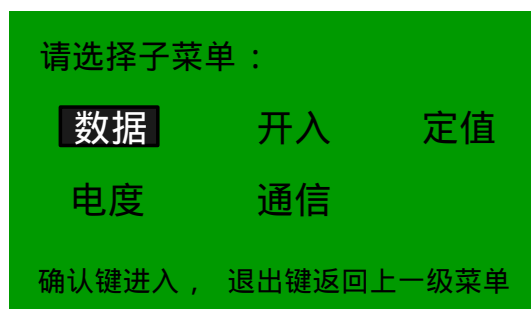 请选择子菜单：
数据 开入 定值
电度 通信
确认键进入， 退出键返回上一级菜单